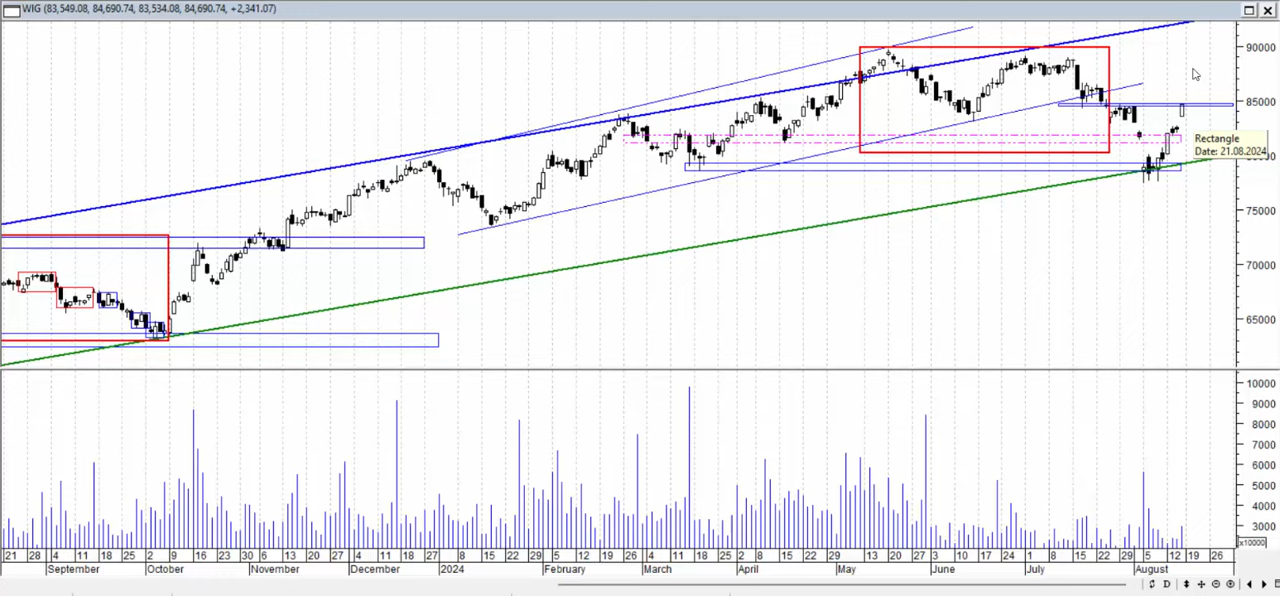 WIG (83,549.08, 84,690.74, 83,534.08, 84,690.74, +2,341.07)
90000
85000
Rectangle
Date: 21.08.2024
75000
70000
65000
10000
9000
8000
7000
6000
5000
4000
3000
x10000
21 28 4 11 18 25 2 9 16 23 30 6 13 20 27 4 11 18 27 8 15 22 29 5 12 19 26 4 11 18 25 2 8 15 22 29 13 20 27 3 10 17 24 1 8 15 22 29 5 12 19 26
September October November December 2024 February March April May June July August
D